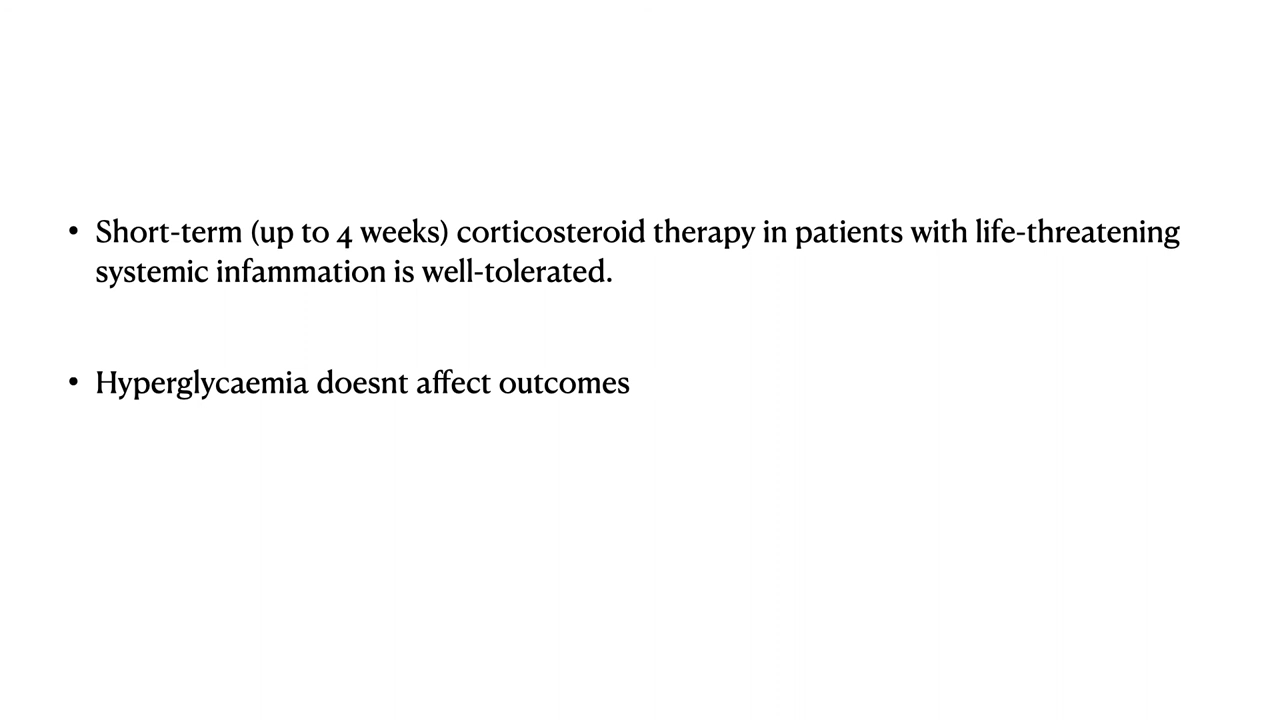 • Short-term (up to 4 weeks) corticosteroid therapy in patients with life-threatening
systemic infammation is well-tolerated.
• Hyperglycaemia doesnt affect outcomes